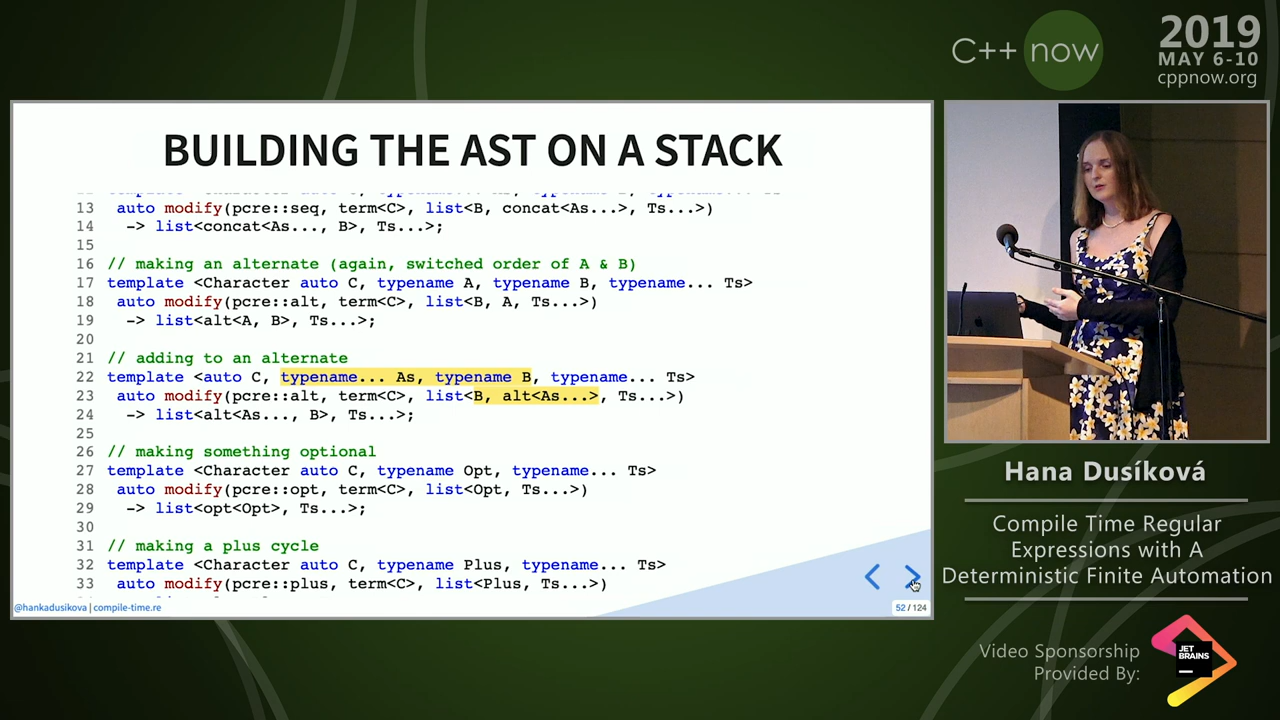 C++ now
2019
MAY 6-10
cppnow.org
BUILDING THE AST ON A STACK
13 auto modify(pcre::seq, term<C>, list<B, concat<As...>, Ts...>)
14 -> list<concat<As..., B>, Ts...>;
15
16 // making an alternate (again, switched order of A & B)
17 template <Character auto C, typename A, typename B, typename... Ts>
18 auto modify(pcre::alt, term<C>, list<B, A, Ts...>)
19 -> list<alt<A, B>, Ts...>;
20
21 // adding to an alternate
22 template <auto C, typename... As, typename B, typename... Ts>
23 auto modify(pcre::alt, term<C>, list<B, alt<As...>, Ts...>)
24 -> list<alt<As..., B>, Ts...>;
25
26 // making something optional
27 template <Character auto C, typename Opt, typename... Ts>
28 auto modify(pcre::opt, term<C>, list<Opt, Ts...>)
29 -> list<opt<Opt>, Ts...>;
30
31 // making a plus cycle
32 template <Character auto C, typename Plus, typename... Ts>
33 auto modify(pcre::plus, term<C>, list<Plus, Ts...>)
@hankadusikova | compile-time.re
52 / 124
Hana Dusíková
Compile Time Regular
Expressions with A
Deterministic Finite Automation
Video Sponsorship
Provided By:
JET
BRAINS